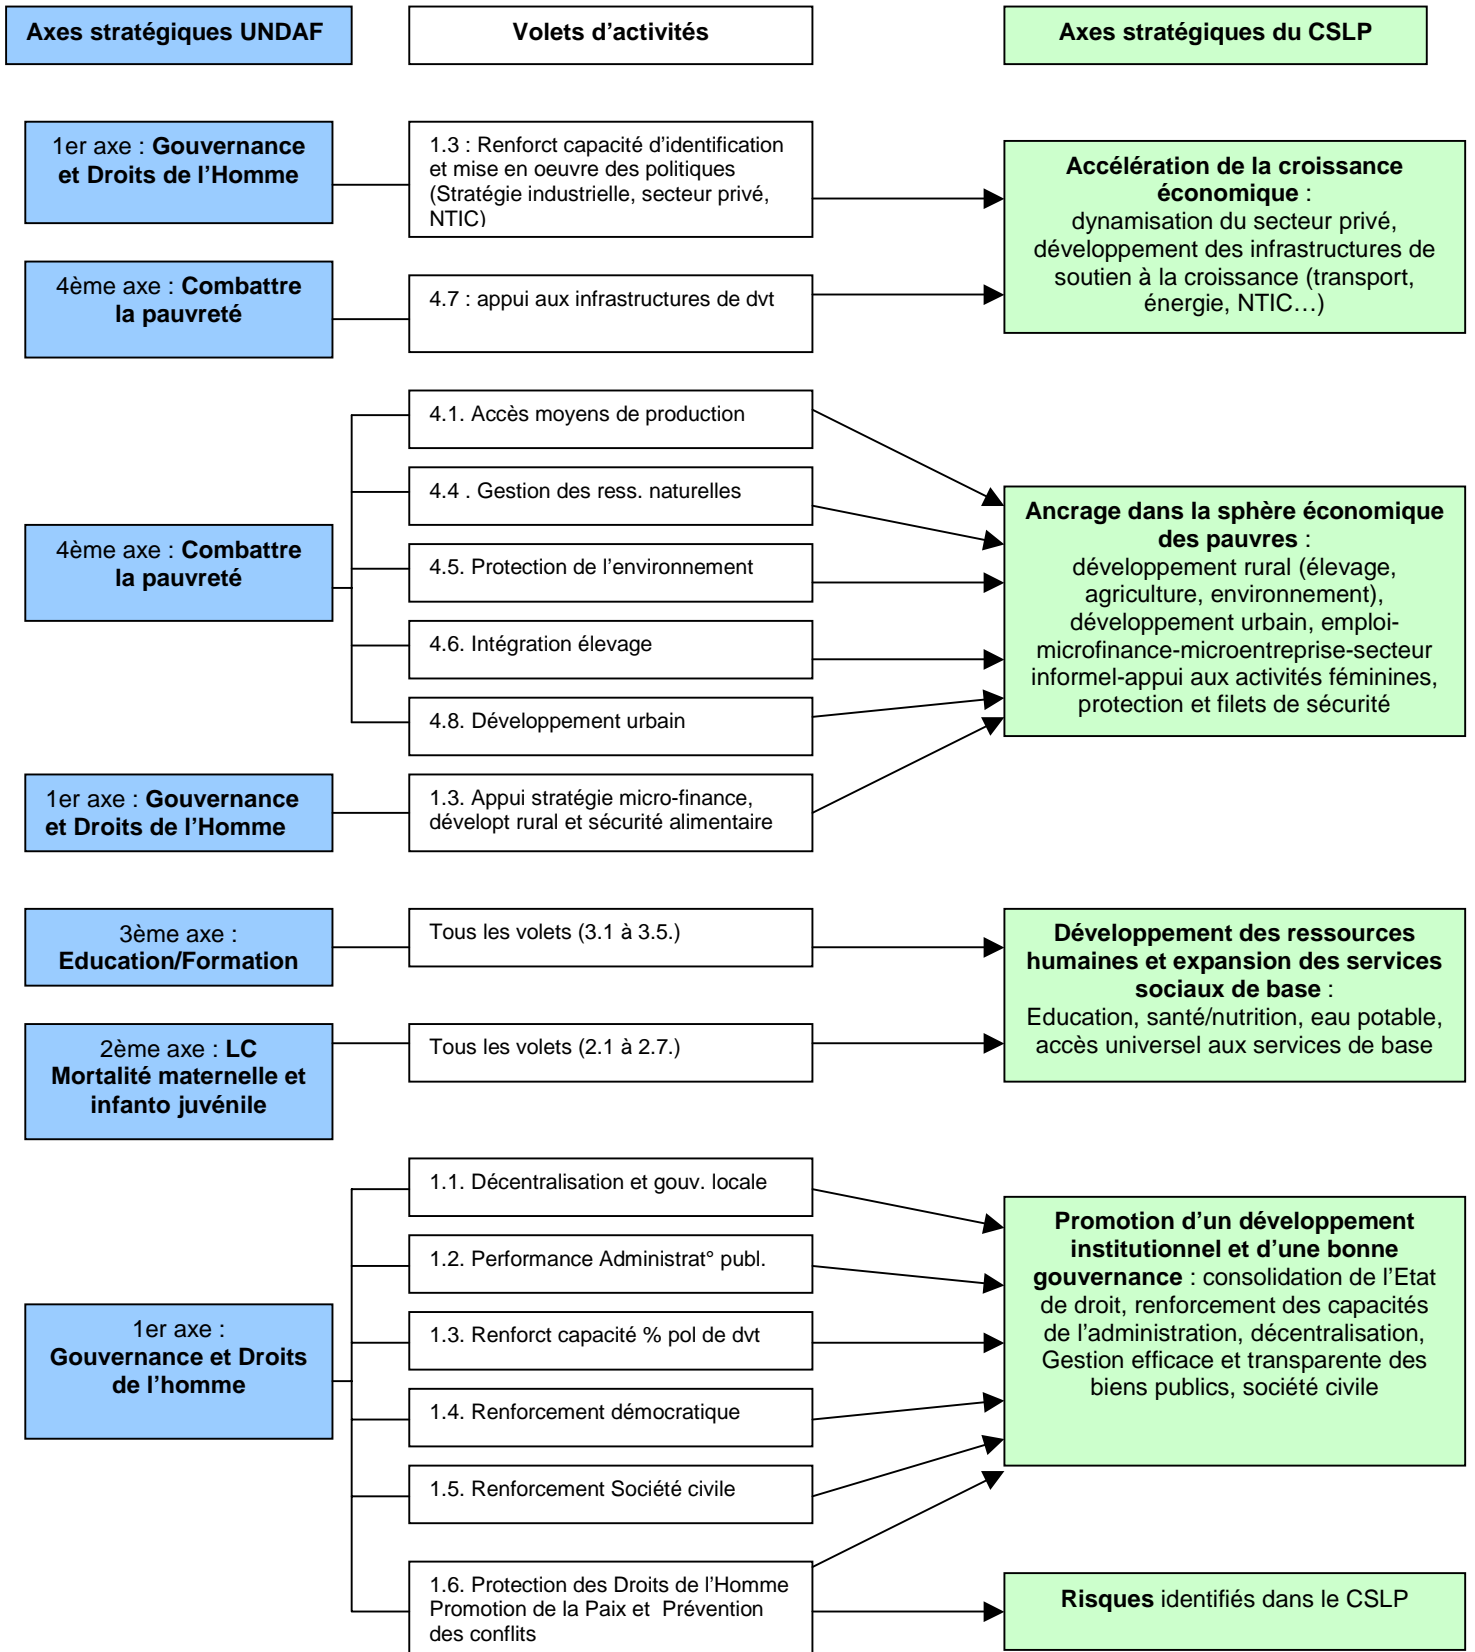 Axes stratégiques UNDAF
Volets d’activités
Axes stratégiques du CSLP
1er axe : Gouvernance
et Droits de l’Homme
1.3 : Renforct capacité d’identification
et mise en oeuvre des politiques
(Stratégie industrielle, secteur privé,
NTIC)
Accélération de la croissance
économique :
dynamisation du secteur privé,
développement des infrastructures de
soutien à la croissance (transport,
énergie, NTIC…)
4ème axe : Combattre
la pauvreté
4.7 : appui aux infrastructures de dvt
4ème axe : Combattre
la pauvreté
4.1. Accès moyens de production
4.4 . Gestion des ress. naturelles
4.5. Protection de l’environnement
4.6. Intégration élevage
4.8. Développement urbain
Ancrage dans la sphère économique
des pauvres :
développement rural (élevage,
agriculture, environnement),
développement urbain, emploi-
microfinance-microentreprise-secteur
informel-appui aux activités féminines,
protection et filets de sécurité
1er axe : Gouvernance
et Droits de l’Homme
1.3. Appui stratégie micro-finance,
dévelopt rural et sécurité alimentaire
3ème axe :
Education/Formation
Tous les volets (3.1 à 3.5.)
Développement des ressources
humaines et expansion des services
sociaux de base :
Education, santé/nutrition, eau potable,
accès universel aux services de base
2ème axe : LC
Mortalité maternelle et
infanto juvénile
Tous les volets (2.1 à 2.7.)
1er axe :
Gouvernance et Droits
de l’homme
1.1. Décentralisation et gouv. locale
1.2. Performance Administrat° publ.
1.3. Renforct capacité % pol de dvt
1.4. Renforcement démocratique
1.5. Renforcement Société civile
1.6. Protection des Droits de l’Homme
Promotion de la Paix et Prévention
des conflits
Promotion d’un développement
institutionnel et d’une bonne
gouvernance : consolidation de l’Etat
de droit, renforcement des capacités
de l’administration, décentralisation,
Gestion efficace et transparente des
biens publics, société civile
Risques identifiés dans le CSLP